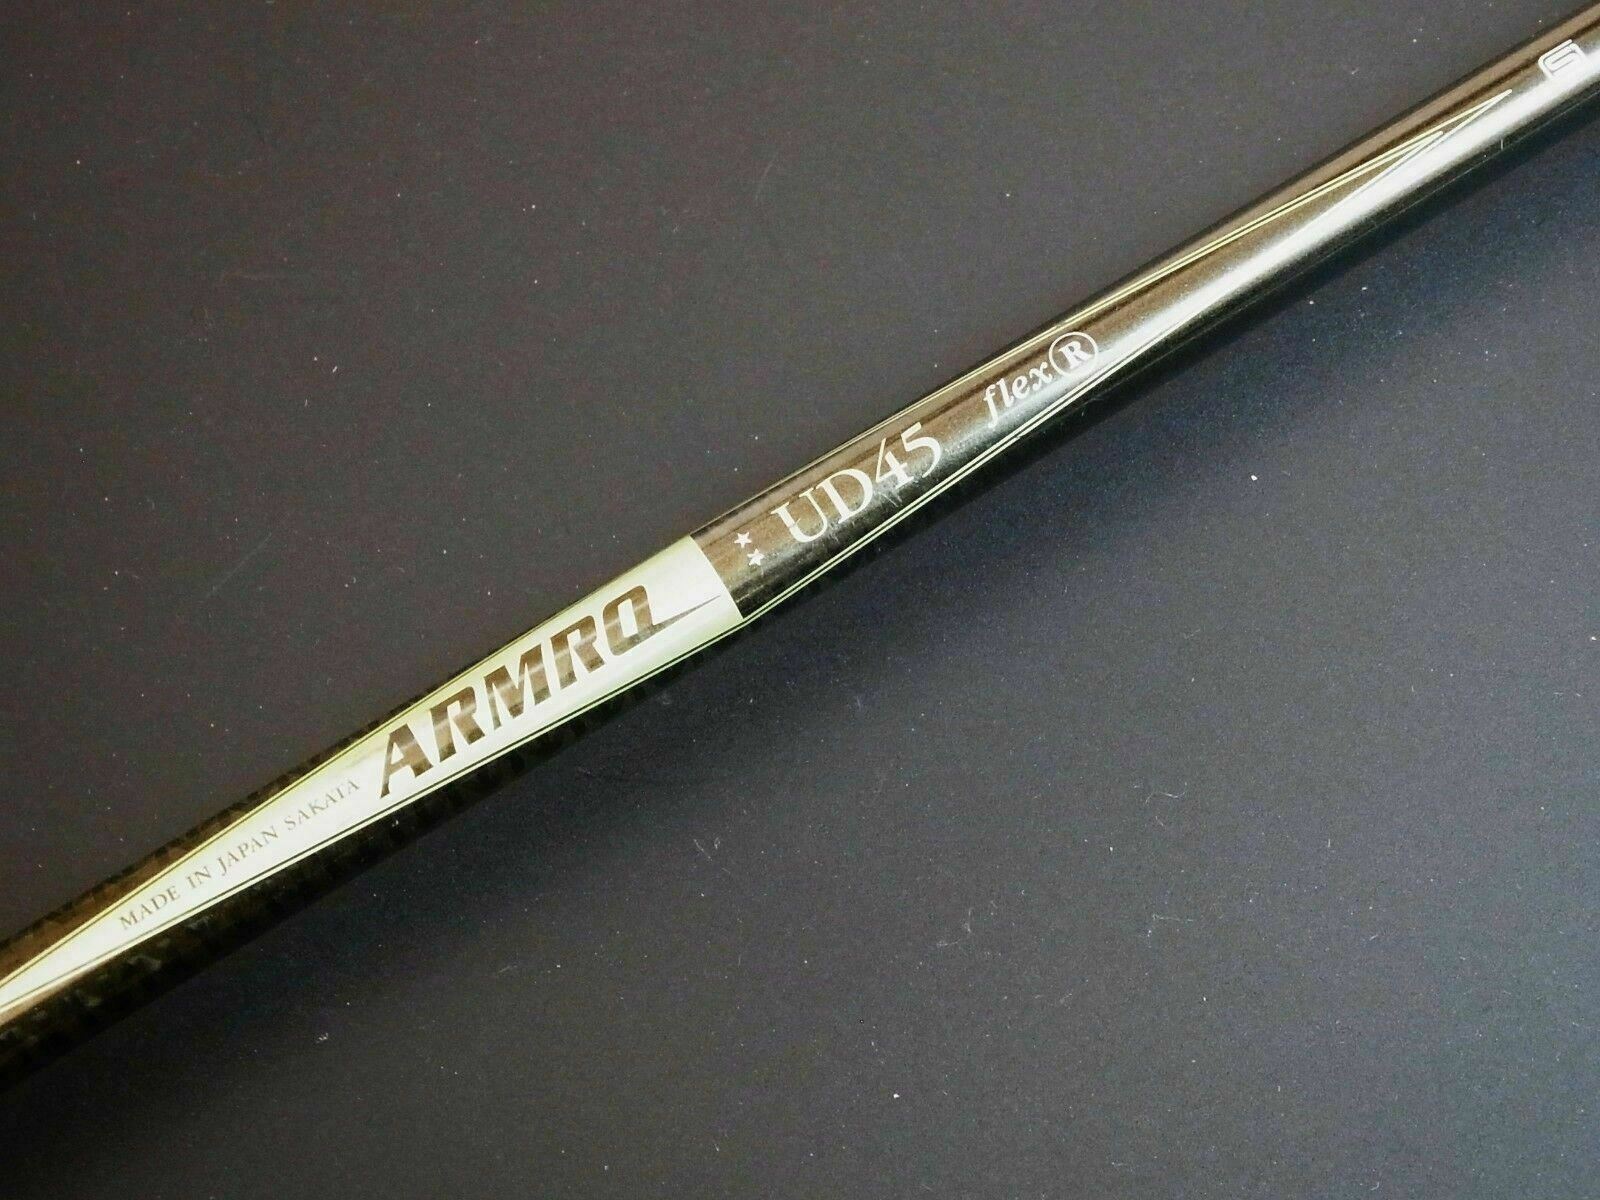 MADE IN JAPAN SAKATA
ARMRQ
UD45
flex R